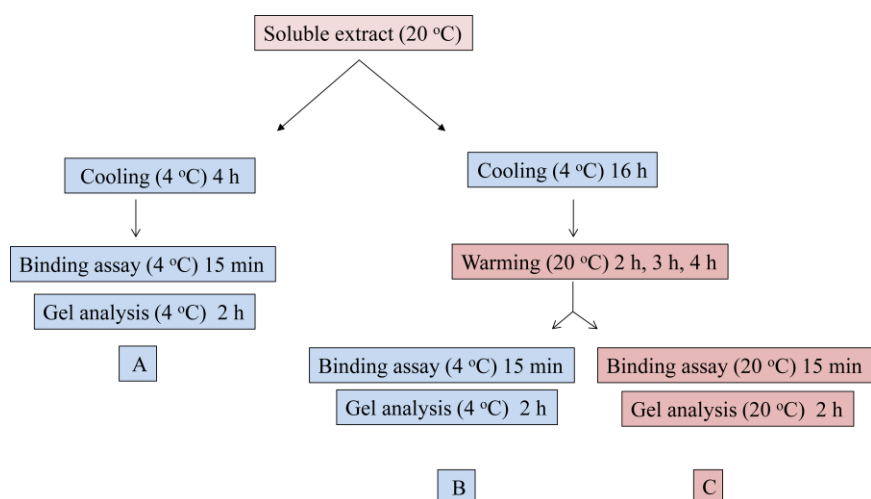 Soluble extract (20 °C)
Cooling (4 °C) 4 h
Cooling (4 °C) 16 h
Binding assay (4 °C) 15 min
Warming (20 °C) 2 h, 3 h, 4 h
Gel analysis (4 °C)  2 h
A
Binding assay (4 °C) 15 min
Binding assay (20 °C) 15 min
Gel analysis (4 °C)  2 h
Gel analysis (20 °C)  2 h
B
C